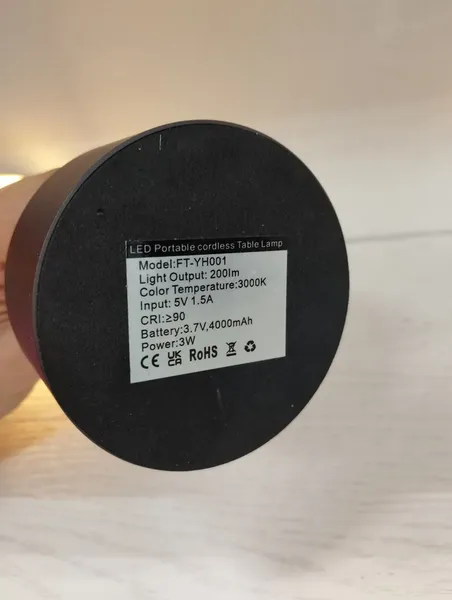 LED Portable cordless Table Lamp
Model:FT-YH001
Light Output: 200lm
Color Temperature:3000K
Input: 5V 1.5A
CRI:≥90
Battery:3.7V,4000mAh
Power:3W
CE UK CA RoHS